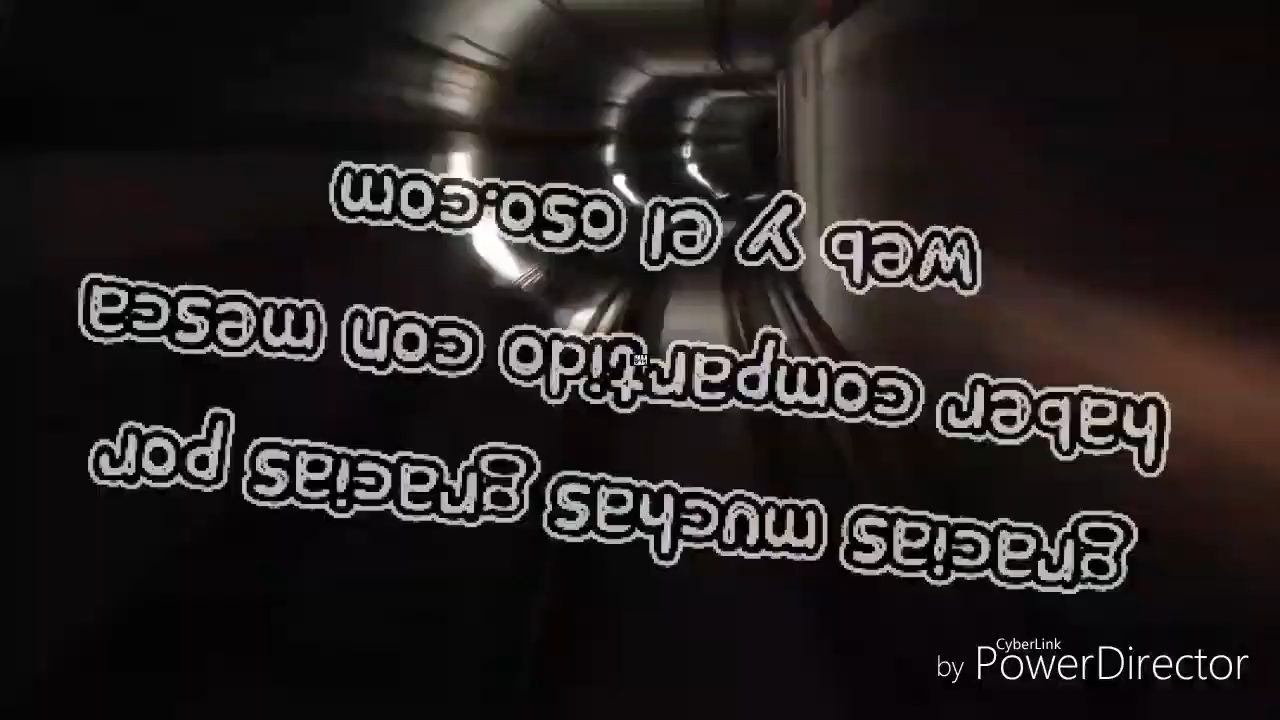 gracias muchas gracias por
haber compartido con mesca
web y el oso.com
CyberLink
by PowerDirector